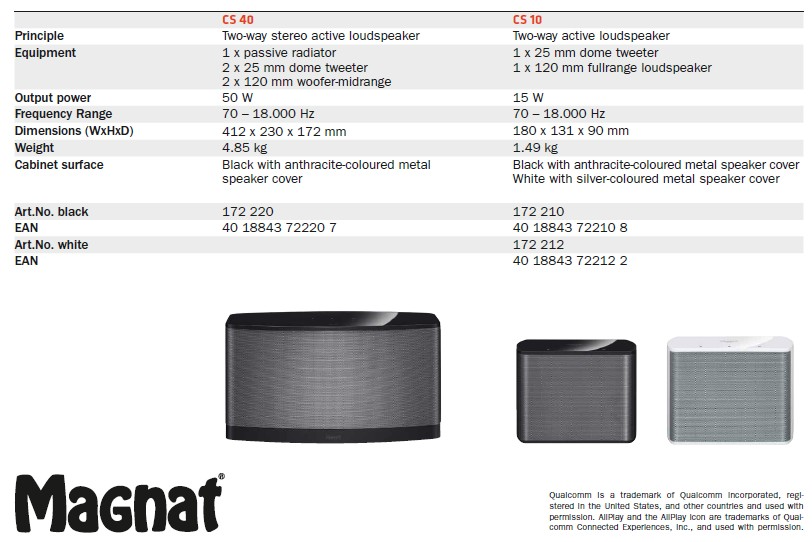 CS 40 CS 10
Principle Two-way stereo active loudspeaker Two-way active loudspeaker
Equipment 1 x passive radiator 1 x 25 mm dome tweeter
2 x 25 mm dome tweeter 1 x 120 mm fullrange loudspeaker
2 x 120 mm woofer-midrange
Output power 50 W 15 W
Frequency Range 70 – 18.000 Hz 70 – 18.000 Hz
Dimensions (WxHxD) 412 x 230 x 172 mm 180 x 131 x 90 mm
Weight 4.85 kg 1.49 kg
Cabinet surface Black with anthracite-coloured metal Black with anthracite-coloured metal speaker cover
speaker cover White with silver-coloured metal speaker cover
Art.No. black 172 220 172 210
EAN 40 18843 72220 7 40 18843 72210 8
Art.No. white 172 212
EAN 40 18843 72212 2
Magnat®
Qualcomm is a trademark of Qualcomm Incorporated, regi-
stered in the United States, and other countries and used with
permission. AllPlay and the AllPlay icon are trademarks of Qual-
comm Connected Experiences, Inc., and used with permission.